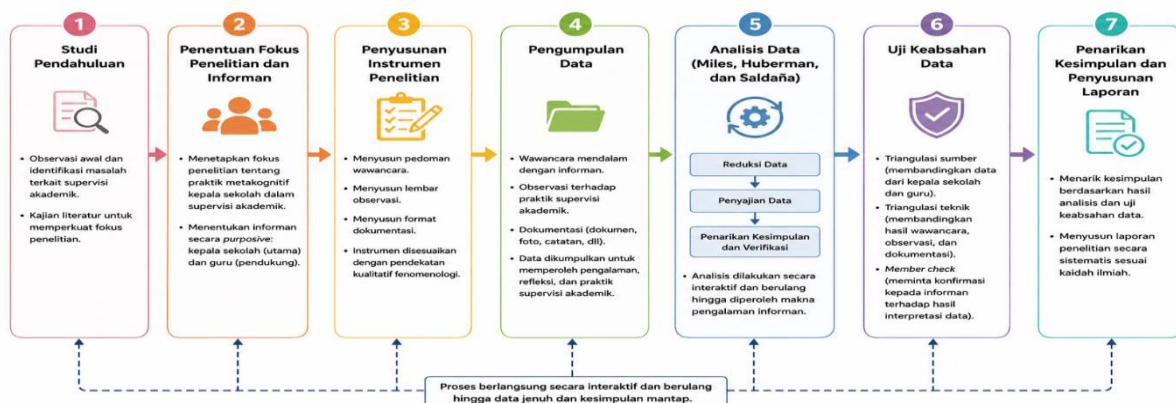 1
Studi
Pendahuluan
• Observasi awal dan
identifikasi masalah
terkait supervisi
akademik.
• Kajian literatur untuk
memperkuat fokus
penelitian.
2
Penentuan Fokus
Penelitian dan
Informan
• Menetapkan fokus
penelitian tentang
praktik metakognitif
kepala sekolah dalam
supervisi akademik.
• Menentukan informan
secara purposive:
kepala sekolah (utama)
dan guru (pendukung).
3
Penyusunan
Instrumen
Penelitian
• Menyusun pedoman
wawancara.
• Menyusun lembar
observasi.
• Menyusun format
dokumentasi.
• Instrumen disesuaikan
dengan pendekatan
kualitatif fenomenologi.
4
Pengumpulan
Data
• Wawancara mendalam
dengan informan.
• Observasi terhadap
praktik supervisi akademik.
• Dokumentasi (dokumen,
foto, catatan, dll).
• Data dikumpulkan untuk
memperoleh pengalaman,
refleksi, dan praktik
supervisi akademik.
5
Analisis Data
(Miles, Huberman,
dan Saldaña)
Reduksi Data
Penyajian Data
Penarikan Kesimpulan
dan Verifikasi
• Analisis dilakukan secara
interaktif dan berulang
hingga diperoleh makna
pengalaman informan.
6
Uji Keabsahan
Data
• Triangulasi sumber
(membandingkan data
dari kepala sekolah
dan guru).
• Triangulasi teknik
(membandingkan
hasil wawancara,
observasi, dan
dokumentasi).
• Member check
(meminta konfirmasi
kepada informan
terhadap hasil
interpretasi data).
7
Penarikan
Kesimpulan dan
Penyusunan
Laporan
• Menarik kesimpulan
berdasarkan hasil
analisis dan uji
keabsahan data.
• Menyusun laporan
penelitian secara
sistematis sesuai
kaidah ilmiah.
Proses berlangsung secara interaktif dan berulang
hingga data jenuh dan kesimpulan mantap.